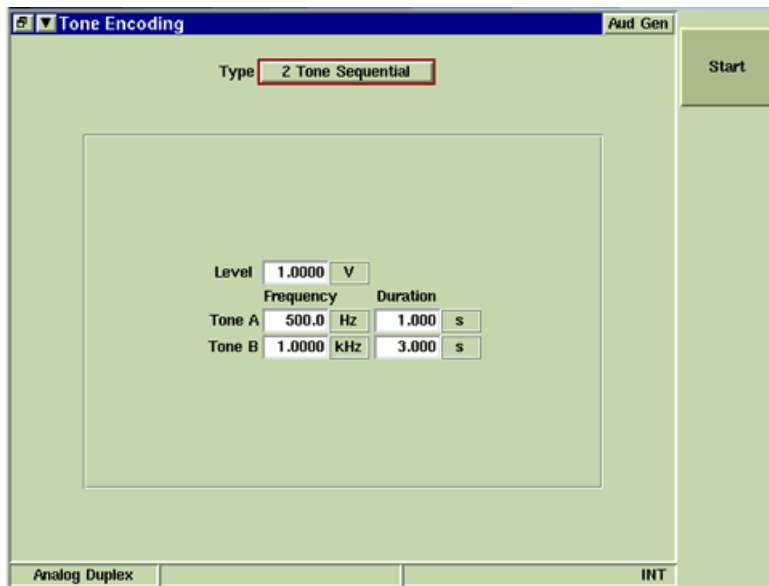 Tone Encoding Aud Gen
Start
Type 2 Tone Sequential
Level 1.0000 V
Frequency Duration
Tone A 500.0 Hz 1.000 s
Tone B 1.0000 kHz 3.000 s
Analog Duplex INT